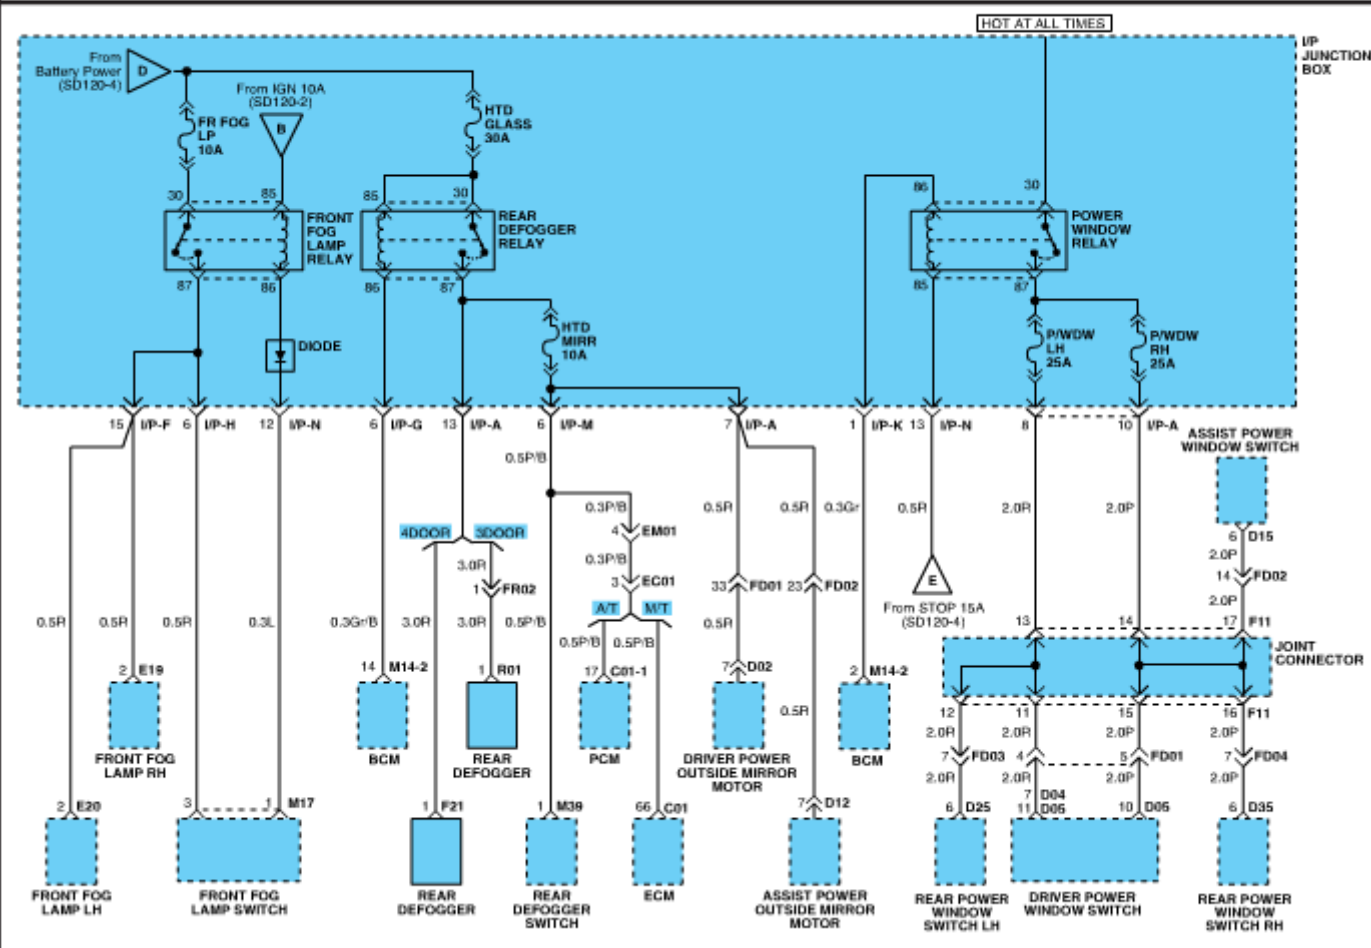 HOT AT ALL TIMES
I/P
JUNCTION
BOX
From
Battery Power
(SD120-4)
D
From IGN 10A
(SD120-2)
B
FR FOG
LP
10A
HTD
GLASS
30A
30
85
85
30
86
30
FRONT
FOG
LAMP
RELAY
REAR
DEFOGGER
RELAY
POWER
WINDOW
RELAY
87
86
86
87
85
87
DIODE
HTD
MIRR
10A
P/WDW
LH
25A
P/WDW
RH
25A
15
I/P-F
6
I/P-H
12
I/P-N
6
I/P-G
13
I/P-A
6
I/P-M
7
I/P-A
1
I/P-K
13
I/P-N
8
10
I/P-A
ASSIST POWER
WINDOW SWITCH
0.5P/B
0.3P/B
0.5R
0.5R
0.3Gr
0.5R
2.0R
2.0P
4DOOR
3DOOR
4
EM01
6
D15
2.0P
3.0R
0.3P/B
1
FR02
3
EC01
33
FD01
23
FD02
E
14
FD02
2.0P
A/T
M/T
From STOP 15A
(SD120-4)
0.5R
0.5R
0.5R
0.3L
0.3Gr/B
3.0R
3.0R
0.5P/B
0.5P/B
0.5P/B
0.5R
13
14
17
F11
JOINT
CONNECTOR
2
E19
14
M14-2
1
R01
17
C01-1
7
D02
2
M14-2
0.5R
12
11
15
16
F11
2.0R
2.0R
2.0P
2.0P
FRONT FOG
LAMP RH
BCM
REAR
DEFOGGER
PCM
DRIVER POWER
OUTSIDE MIRROR
MOTOR
BCM
7
FD03
4
5
FD01
7
FD04
2.0R
2.0R
2.0P
2.0P
2
E20
3
1
M17
1
F21
1
M39
66
C01
7
D12
6
D25
7
D04
11
D05
10
D05
6
D35
FRONT FOG
LAMP LH
FRONT FOG
LAMP SWITCH
REAR
DEFOGGER
REAR
DEFOGGER
SWITCH
ECM
ASSIST POWER
OUTSIDE MIRROR
MOTOR
REAR POWER
WINDOW
SWITCH LH
DRIVER POWER
WINDOW SWITCH
REAR POWER
WINDOW
SWITCH RH